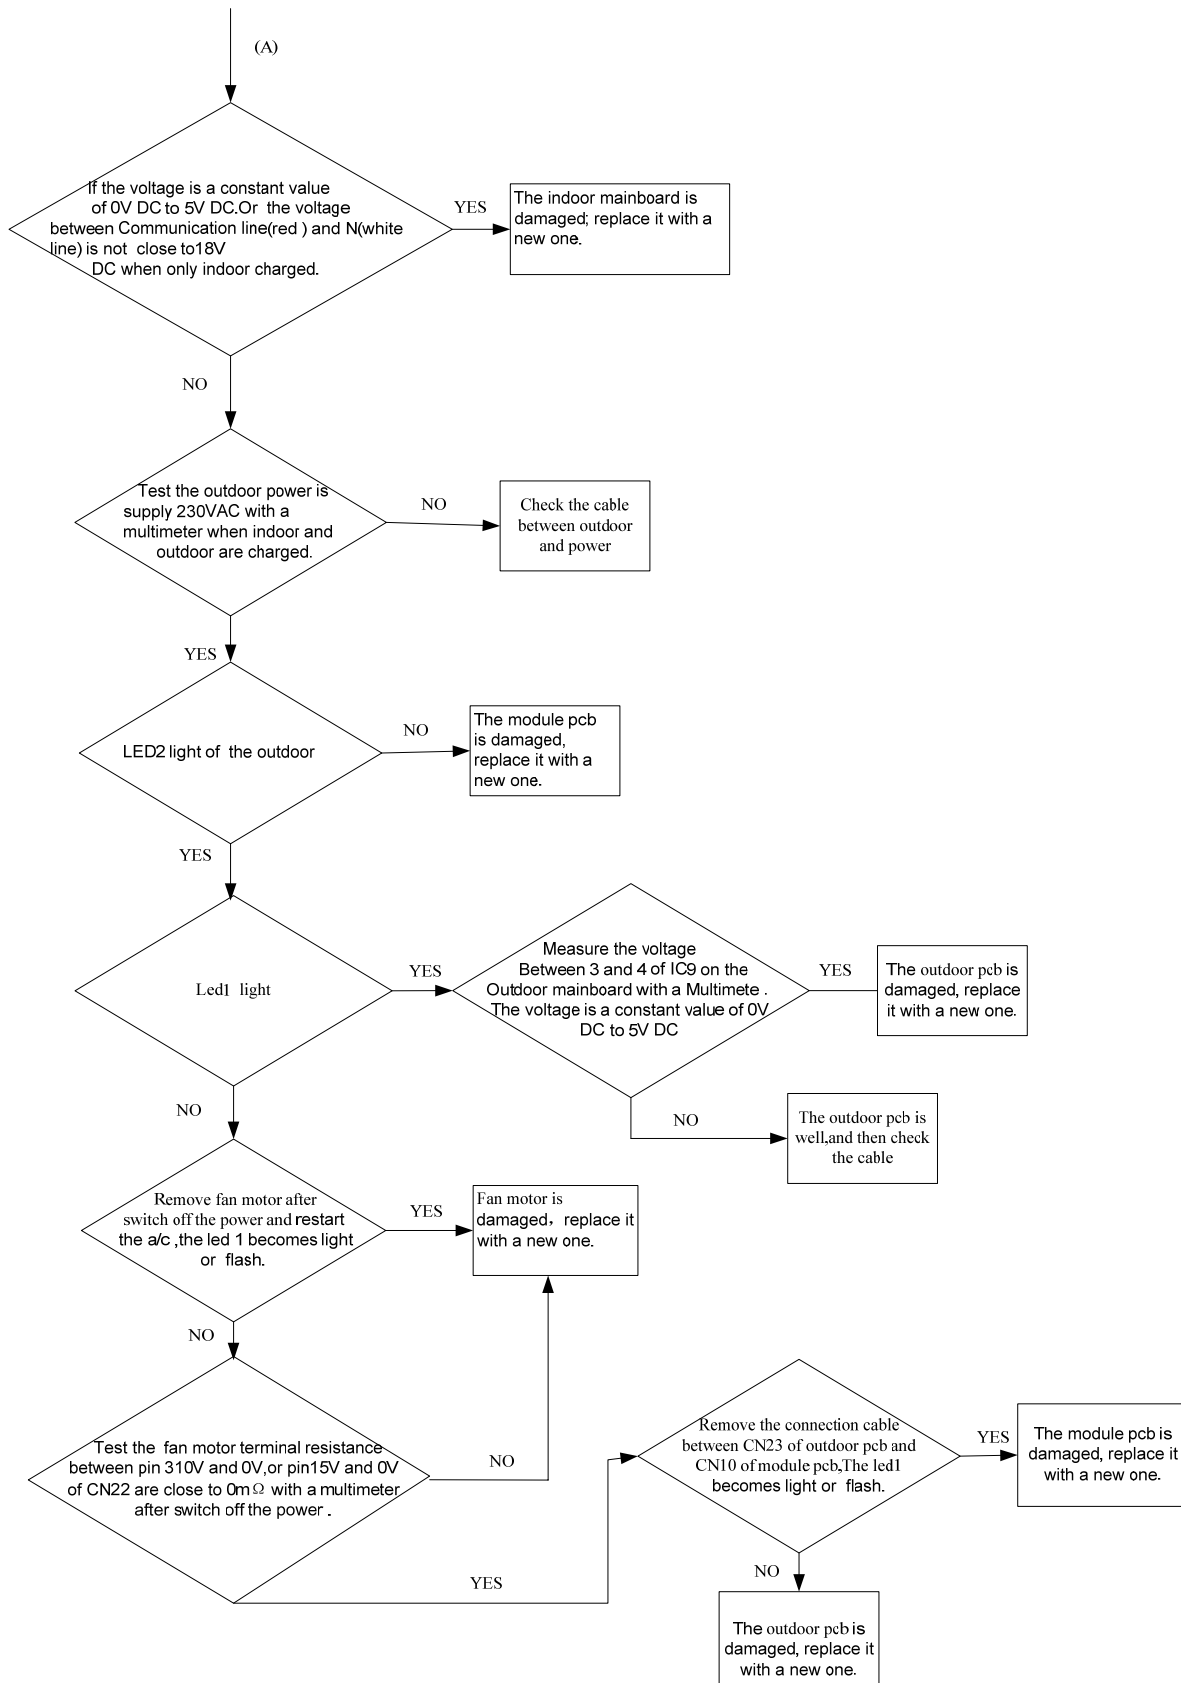 (A)
If the voltage is a constant value
of 0V DC to 5V DC.Or the voltage
between Communication line(red ) and N(white
line) is not close to18V
DC when only indoor charged.
YES
The indoor mainboard is
damaged; replace it with a
new one.
NO
Test the outdoor power is
supply 230VAC with a
multimeter when indoor and
outdoor are charged.
NO
Check the cable
between outdoor
and power
YES
LED2 light of the outdoor
NO
The module pcb
is damaged,
replace it with a
new one.
YES
Led1 light
YES
Measure the voltage
Between 3 and 4 of IC9 on the
Outdoor mainboard with a Multimete .
The voltage is a constant value of 0V
DC to 5V DC
YES
The outdoor pcb is
damaged, replace
it with a new one.
NO
The outdoor pcb is
well,and then check
the cable
NO
Remove fan motor after
switch off the power and restart
the a/c ,the led 1 becomes light
or flash.
YES
Fan motor is
damaged，replace it
with a new one.
NO
Test the fan motor terminal resistance
between pin 310V and 0V,or pin15V and 0V
of CN22 are close to 0mΩ with a multimeter
after switch off the power .
NO
YES
Remove the connection cable
between CN23 of outdoor pcb and
CN10 of module pcb,The led1
becomes light or flash.
YES
The module pcb is
damaged, replace it
with a new one.
NO
The outdoor pcb is
damaged, replace it
with a new one.